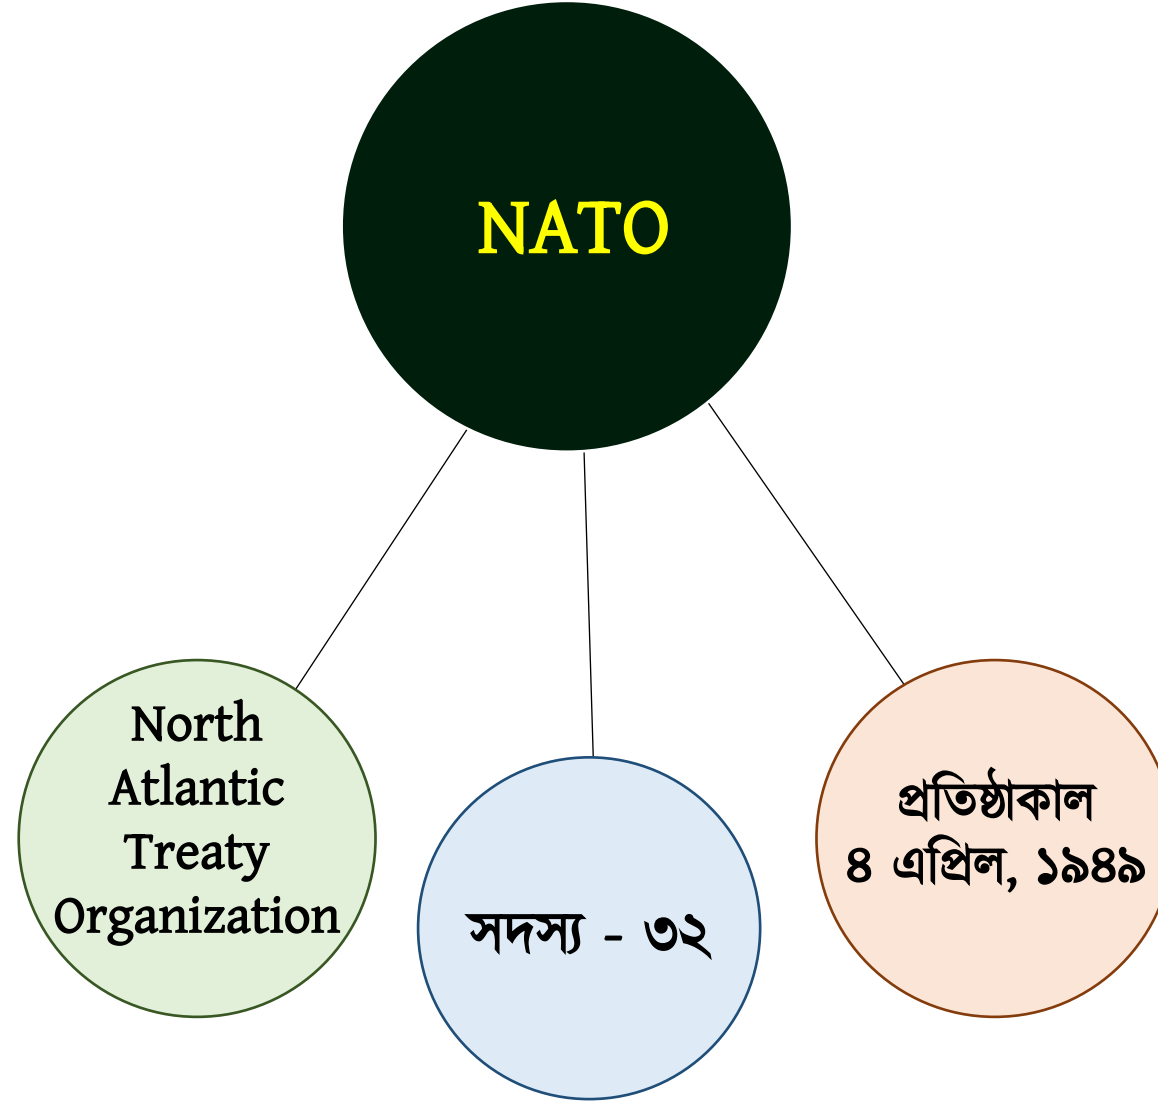 NATO
North
Atlantic
Treaty
Organization
সদস্য - ৩২
প্রতিষ্ঠাকাল
৪ এপ্রিল, ১৯৪৯